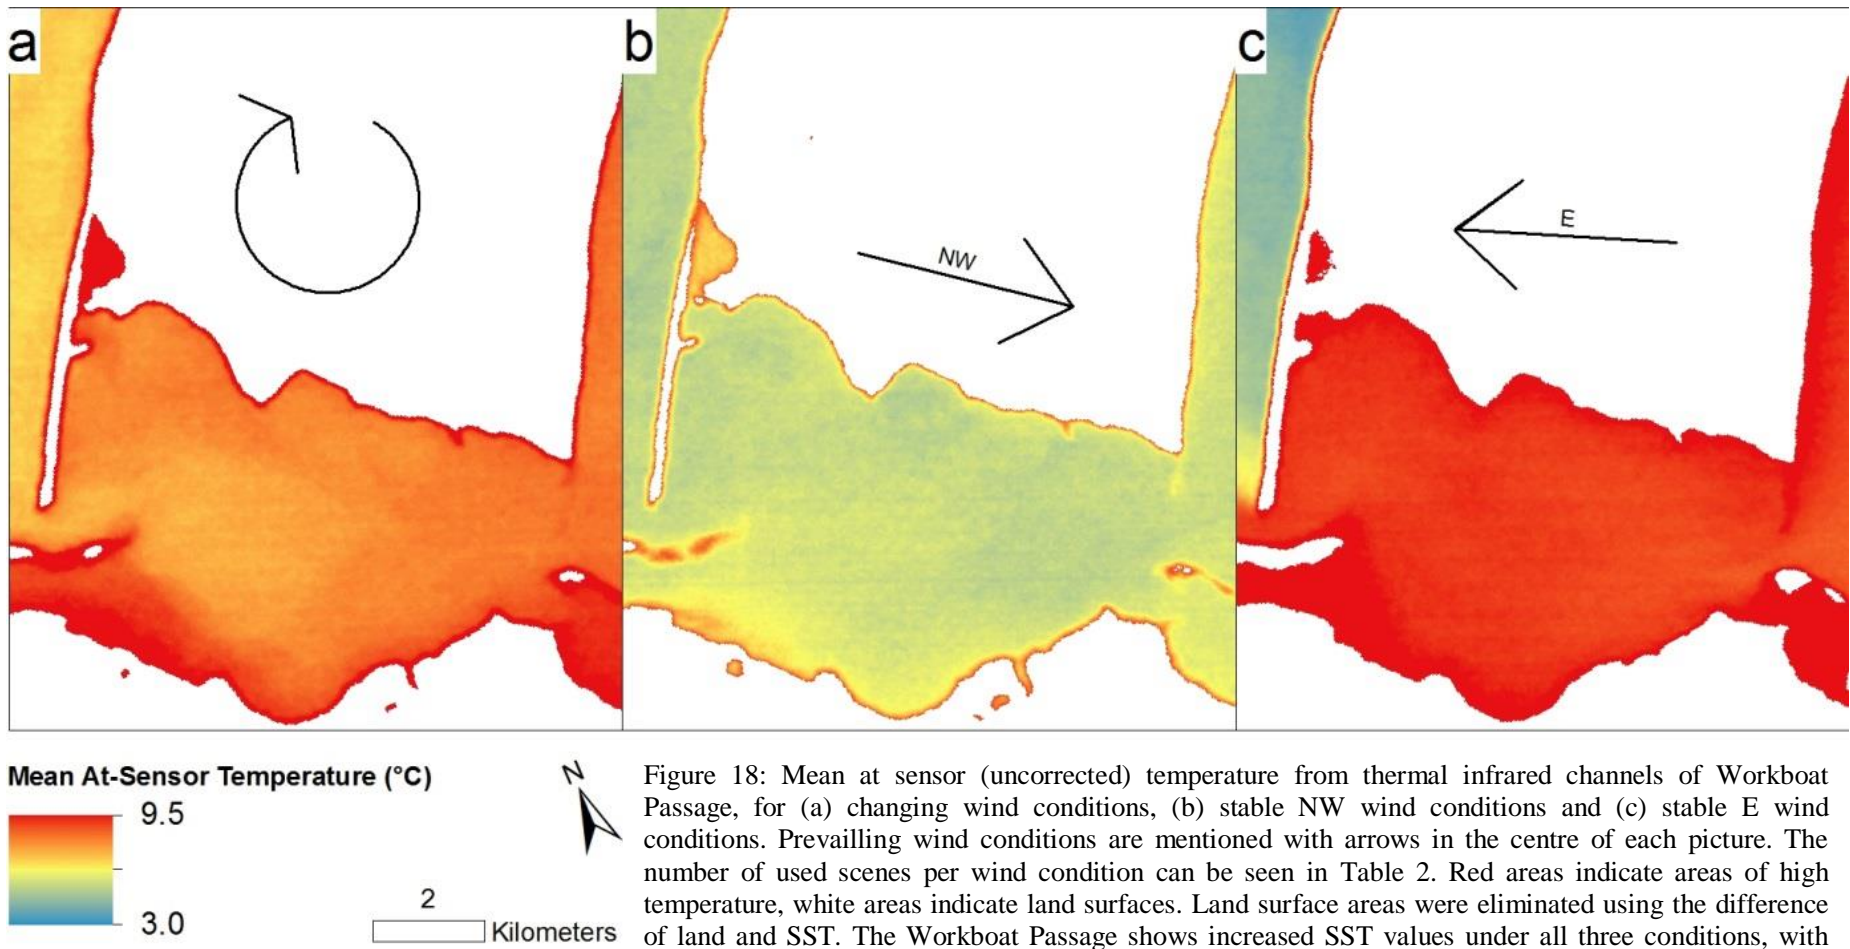 a
b
c
NW
E
Mean At-Sensor Temperature (°C)
9.5
3.0
N
2
Kilometers
Figure 18: Mean at sensor (uncorrected) temperature from thermal infrared channels of Workboat
Passage, for (a) changing wind conditions, (b) stable NW wind conditions and (c) stable E wind
conditions. Prevailling wind conditions are mentioned with arrows in the centre of each picture. The
number of used scenes per wind condition can be seen in Table 2. Red areas indicate areas of high
temperature, white areas indicate land surfaces. Land surface areas were eliminated using the difference
of land and SST. The Workboat Passage shows increased SST values under all three conditions, with